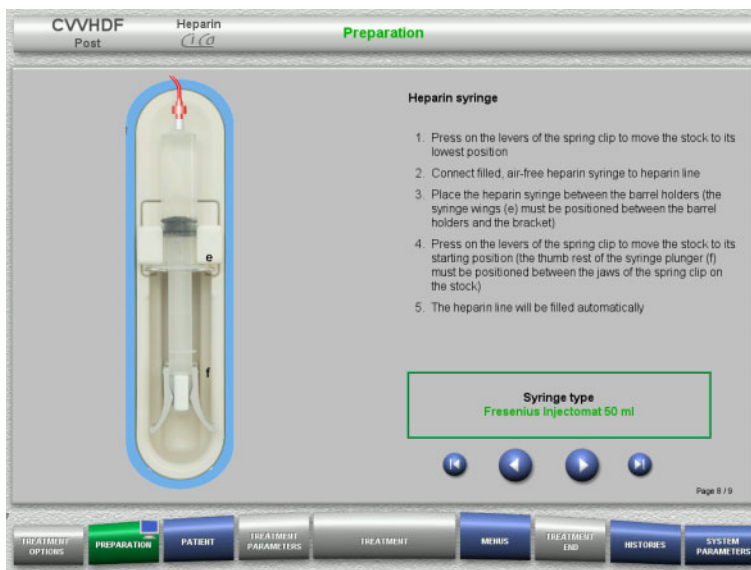 CVVHDF
Post
Heparin
Preparation
Heparin syringe
1. Press on the levers of the spring clip to move the stock to its
lowest position
2. Connect filled, air-free heparin syringe to heparin line
3. Place the heparin syringe between the barrel holders (the
syringe wings (e) must be positioned between the barrel
holders and the bracket)
4. Press on the levers of the spring clip to move the stock to its
starting position (the thumb rest of the syringe plunger (f)
must be positioned between the jaws of the spring clip on
the stock)
5. The heparin line will be filled automatically
e
f
Syringe type
Fresenius Injectomat 50 ml
Page 8 / 9
TREATMENT
OPTIONS
PREPARATION
PATIENT
TREATMENT
PARAMETERS
TREATMENT
MENUS
TREATMENT
END
HISTORIES
SYSTEM
PARAMETERS